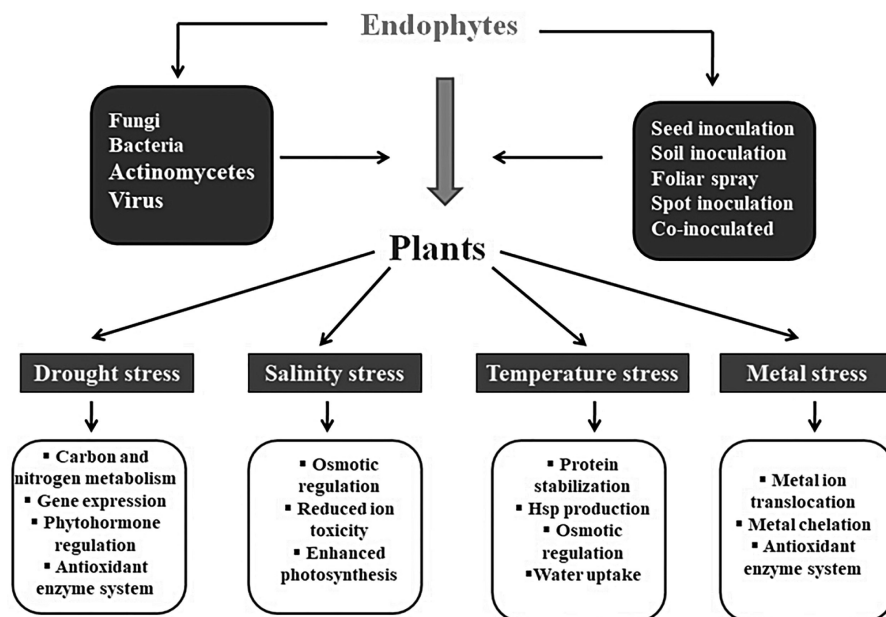 Endophytes
Fungi
Bacteria
Actinomycetes
Virus
Seed inoculation
Soil inoculation
Foliar spray
Spot inoculation
Co-inoculated
Plants
Drought stress
Salinity stress
Temperature stress
Metal stress
▪ Carbon and
nitrogen metabolism
▪ Gene expression
▪ Phytohormone
regulation
▪ Antioxidant
enzyme system
▪ Osmotic
regulation
▪ Reduced ion
toxicity
▪ Enhanced
photosynthesis
▪ Protein
stabilization
▪ Hsp production
▪ Osmotic
regulation
▪ Water uptake
▪ Metal ion
translocation
▪ Metal chelation
▪ Antioxidant
enzyme system